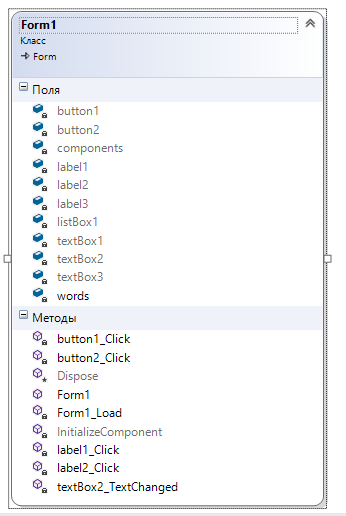 Form1
Класс
Form
Поля
button1
button2
components
label1
label2
label3
listBox1
textBox1
textBox2
textBox3
words
Методы
button1_Click
button2_Click
Dispose
Form1
Form1_Load
InitializeComponent
label1_Click
label2_Click
textBox2_TextChanged